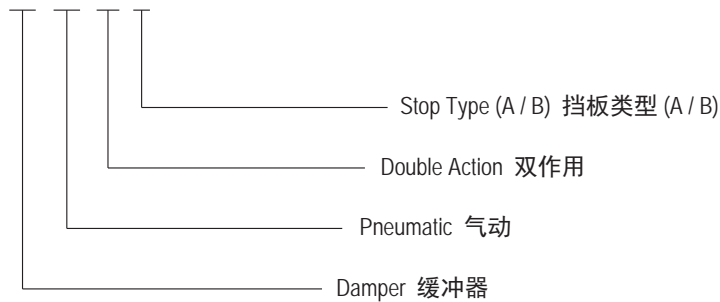 Stop Type (A / B) 挡板类型 (A / B)
Double Action 双作用
Pneumatic 气动
Damper 缓冲器